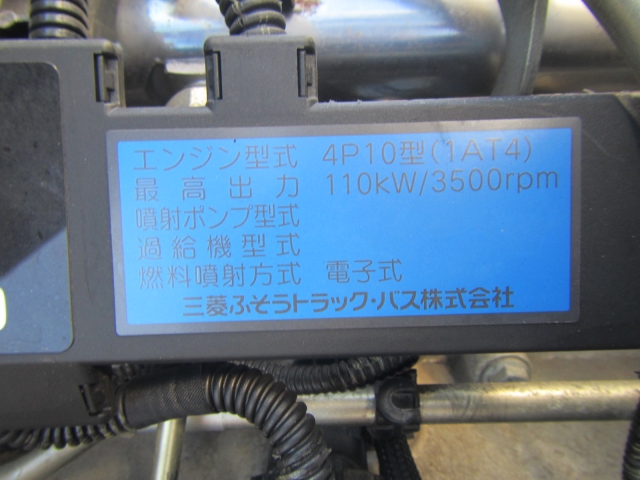 エンジン型式 4P10型(1AT4)
最高出力 110kW/3500rpm
噴射ポンプ型式
過給機型式
燃料噴射方式 電子式
三菱ふそうトラック・バス株式会社